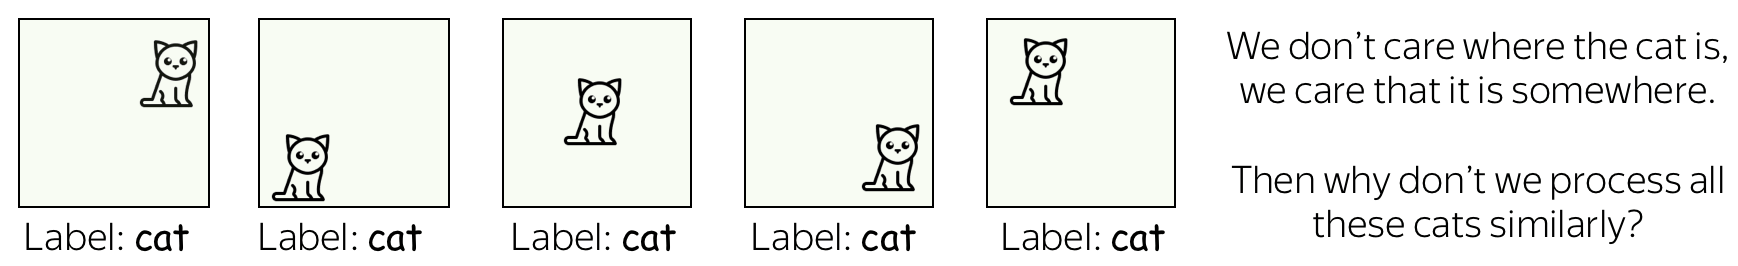 Label: cat
Label: cat
Label: cat
Label: cat
Label: cat
We don't care where the cat is,
we care that it is somewhere.
Then why don't we process all
these cats similarly?